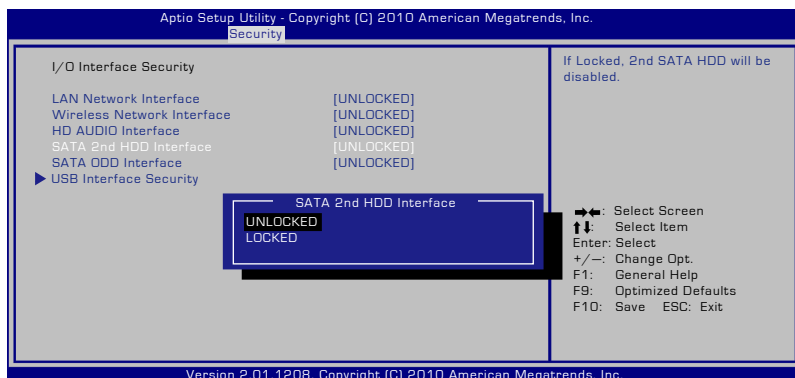 Aptio Setup Utility - Copyright (C) 2010 American Megatrends, Inc.
Security
I/O Interface Security
LAN Network Interface [UNLOCKED]
Wireless Network Interface [UNLOCKED]
HD AUDIO Interface [UNLOCKED]
SATA 2nd HDD Interface [UNLOCKED]
SATA ODD Interface [UNLOCKED]
USB Interface Security
SATA 2nd HDD Interface
UNLOCKED
LOCKED
If Locked, 2nd SATA HDD will be
disabled.
→←: Select Screen
↑↓: Select Item
Enter: Select
+/—: Change Opt.
F1: General Help
F9: Optimized Defaults
F10: Save ESC: Exit
Version 2.01.1208. Copyright (C) 2010 American Megatrends, Inc.